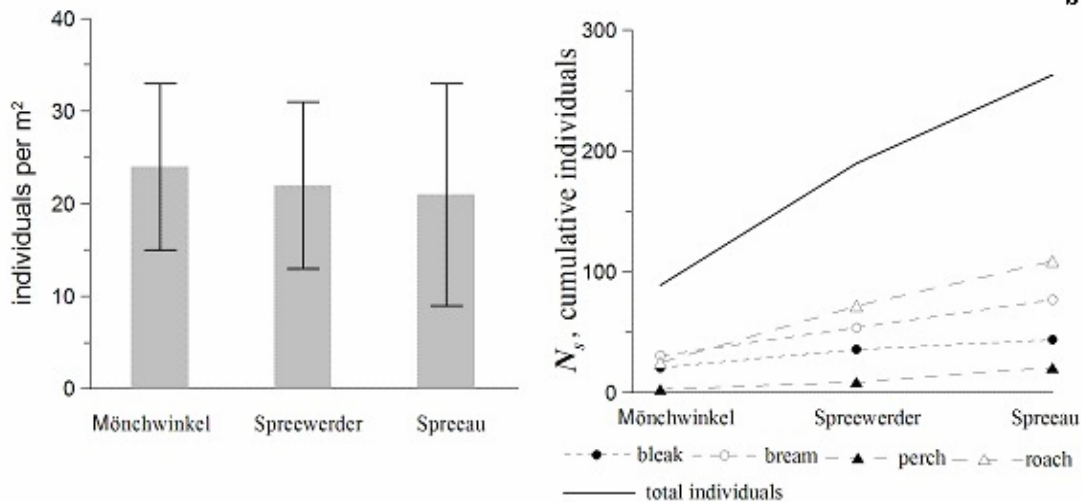 b
40
30
20
10
0
individuals per m²
Mönchwinkel Spreewerder Spreeau
300
200
100
0
Nₛ, cumulative individuals
Mönchwinkel Spreewerder Spreeau
bleak bream perch roach
total individuals